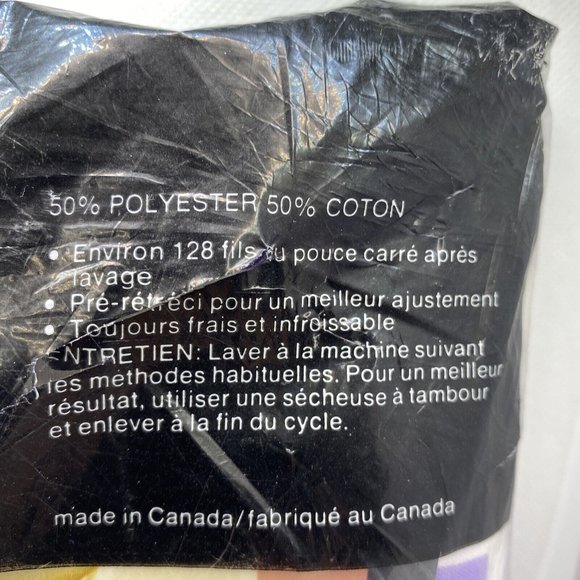 50% POLYESTER 50% COTON
• Environ 128 fils au pouce carré après
lavage
• Pré-rétréci pour un meilleur ajustement
• Toujours frais et infroissable
ENTRETIEN: Laver à la machine suivant
les méthodes habituelles. Pour un meilleur
résultat, utiliser une sécheuse à tambour
et enlever à la fin du cycle.
made in Canada/fabriqué au Canada